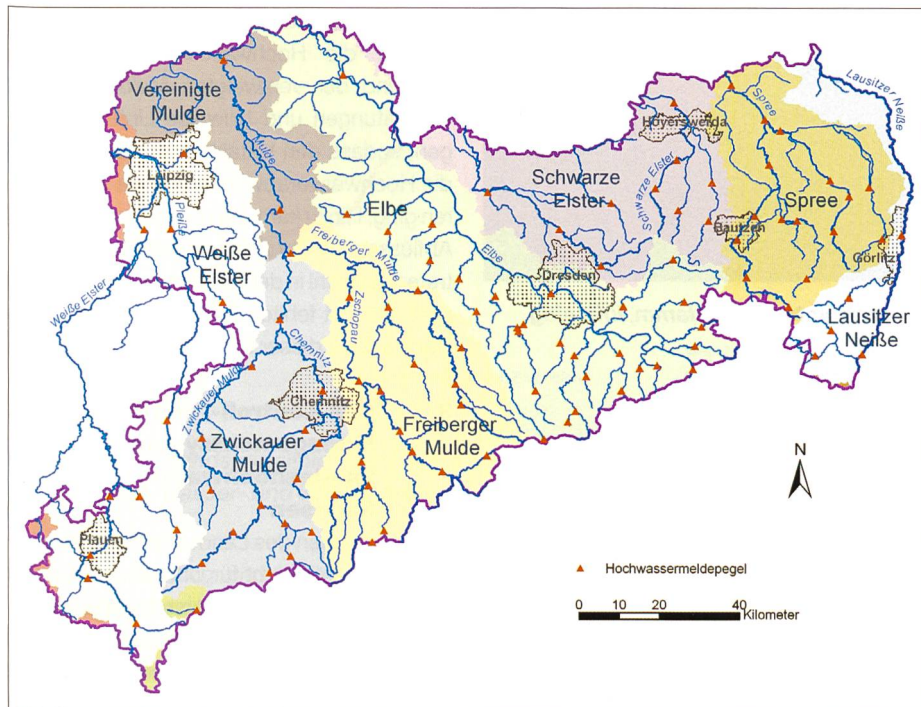 Vereinigte
Mulde
Leipzig
Mulde
Pleiße
Weiße
Elster
Weiße Elster
Elbe
Freiberger Mulde
Zschopau
Elbe
Dresden
Schwarze
Elster
Schwarze Elster
Hoyerswerda
Spree
Lausitzer Neiße
Spree
Bautzen
Görlitz
Lausitzer
Neiße
Chemnitz
Zwickauer Mulde
Chemnitz
Zwickauer
Mulde
Freiberger
Mulde
Plauen
N
Hochwassermeldepegel
0 10 20 40
Kilometer